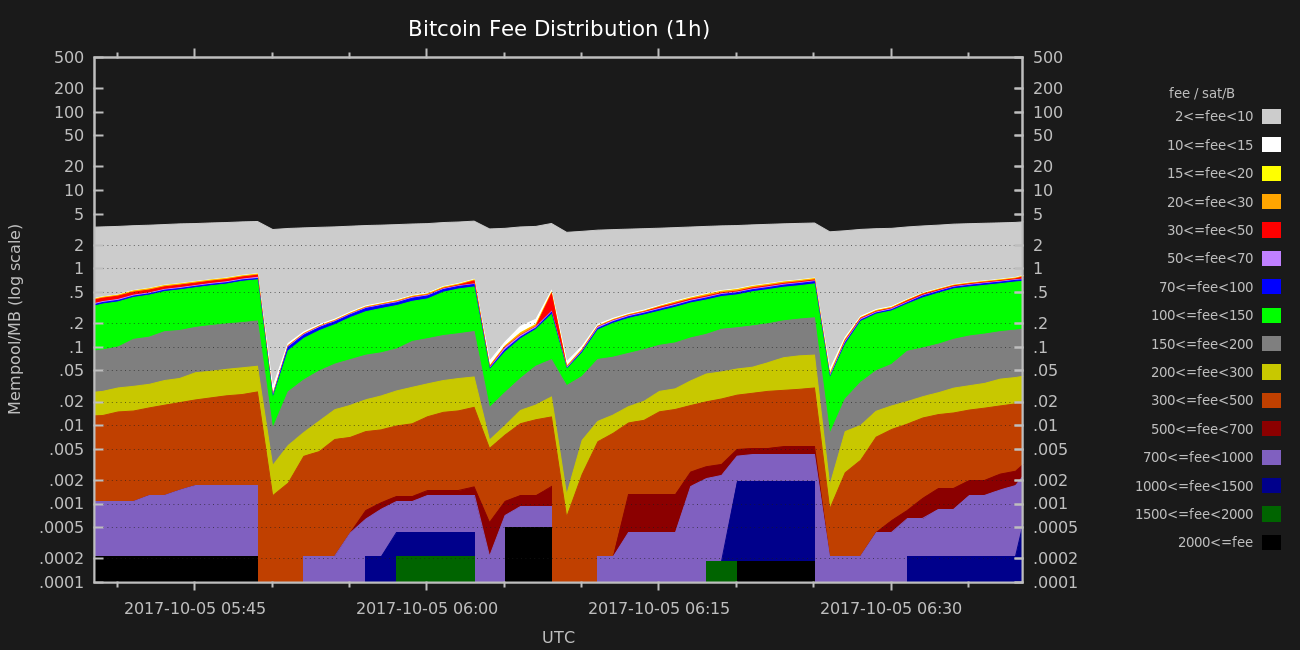 Bitcoin Fee Distribution (1h)
500
200
100
50
20
10
5
2
1
.5
.2
.1
.05
.02
.01
.005
.002
.001
.0005
.0002
.0001
Mempool/MB (log scale)
500
200
100
50
20
10
5
2
1
.5
.2
.1
.05
.02
.01
.005
.002
.001
.0005
.0002
.0001
2017-10-05 05:45
2017-10-05 06:00
2017-10-05 06:15
2017-10-05 06:30
UTC
fee / sat/B
2<=fee<10
10<=fee<15
15<=fee<20
20<=fee<30
30<=fee<50
50<=fee<70
70<=fee<100
100<=fee<150
150<=fee<200
200<=fee<300
300<=fee<500
500<=fee<700
700<=fee<1000
1000<=fee<1500
1500<=fee<2000
2000<=fee